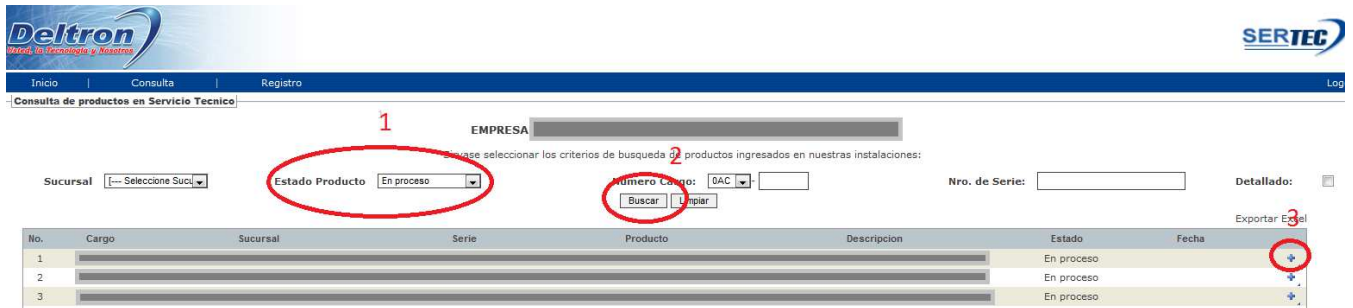 Deltron
Usted, la Tecnología y Nosotros
SERTEC
Inicio | Consulta | Registro
Log
Consulta de productos en Servicio Tecnico
1
EMPRESA
2
seleccionar los criterios de busqueda de productos ingresados en nuestras instalaciones:
Sucursal [--- Seleccione Sucu Estado Producto En proceso Numero Cargo: 0AC - Nro. de Serie: Detallado:
Buscar Limpiar
Exportar Excel
3
No. Cargo Sucursal Serie Producto Descripcion Estado Fecha
1 En proceso
2 En proceso
3 En proceso